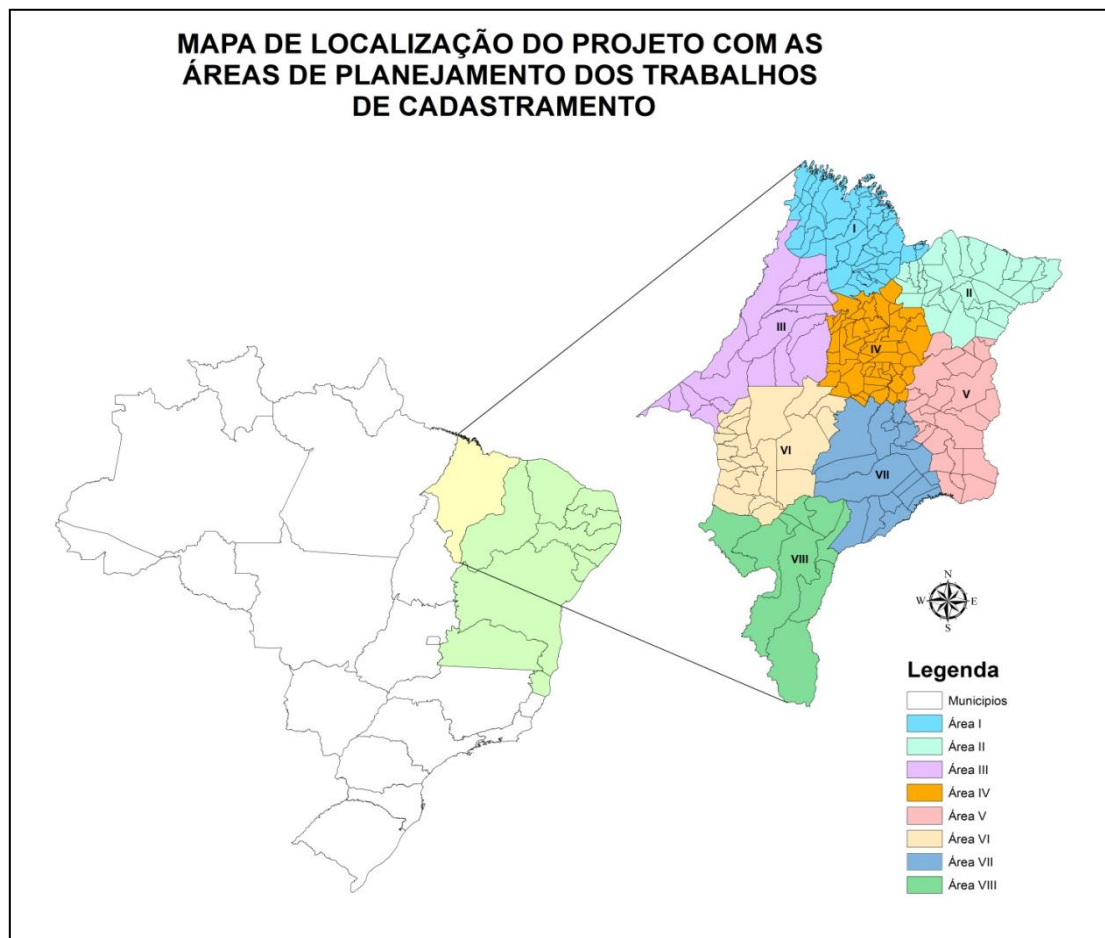 MAPA DE LOCALIZAÇÃO DO PROJETO COM AS
ÁREAS DE PLANEJAMENTO DOS TRABALHOS
DE CADASTRAMENTO
I
II
III
IV
V
VI
VII
VIII
N
W E
S
Legenda
Municipios
Área I
Área II
Área III
Área IV
Área V
Área VI
Área VII
Área VIII